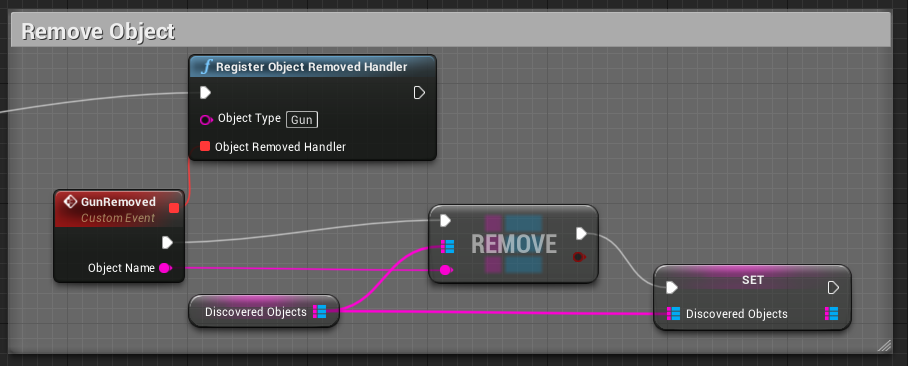 Remove Object
f Register Object Removed Handler
Object Type Gun
Object Removed Handler
GunRemoved
Custom Event
Object Name
REMOVE
Discovered Objects
SET
Discovered Objects